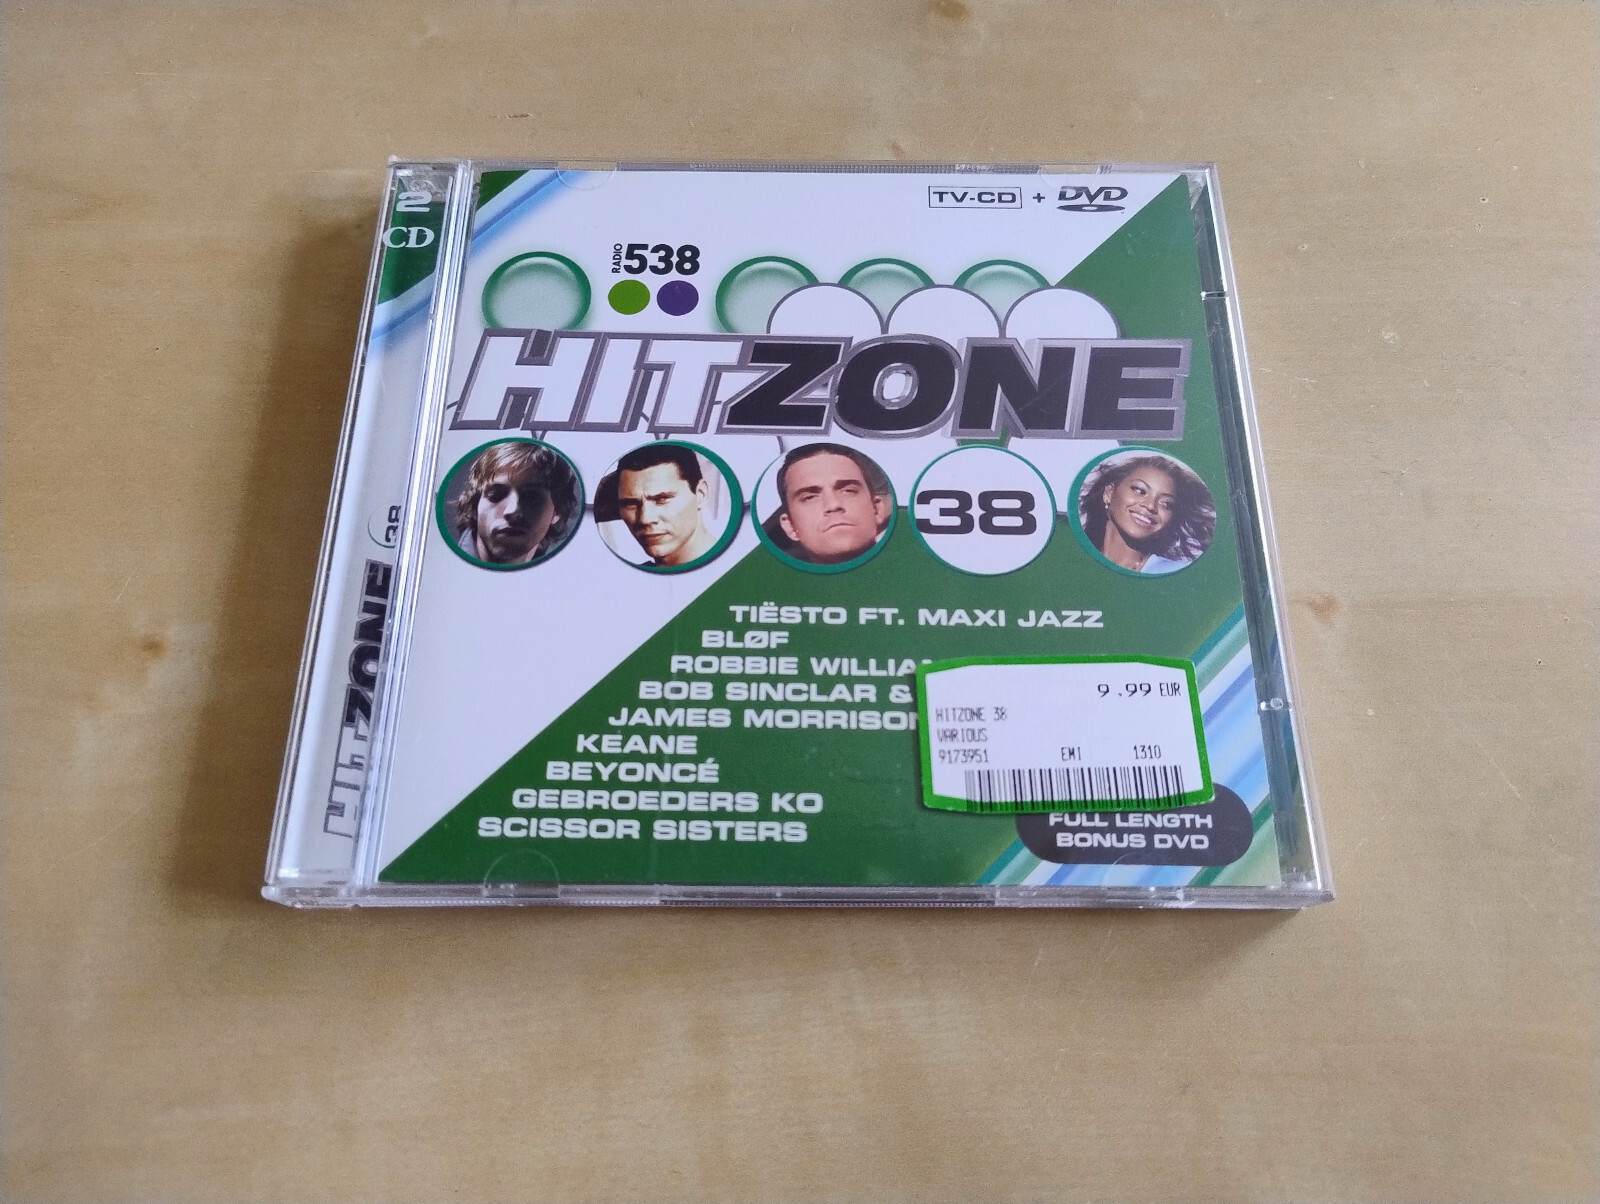 2
CD
TV-CD + DVD
RADIO 538
HITZONE
38
TIËSTO FT. MAXI JAZZ
BLØF
ROBBIE WILLIA
BOB SINCLAR &
JAMES MORRISON
KEANE
BEYONCÉ
GEBROEDERS KO
SCISSOR SISTERS
9.99 EUR
HITZONE 38
VARIOUS
9173951 EMI 1310
FULL LENGTH
BONUS DVD
HITZONE 38